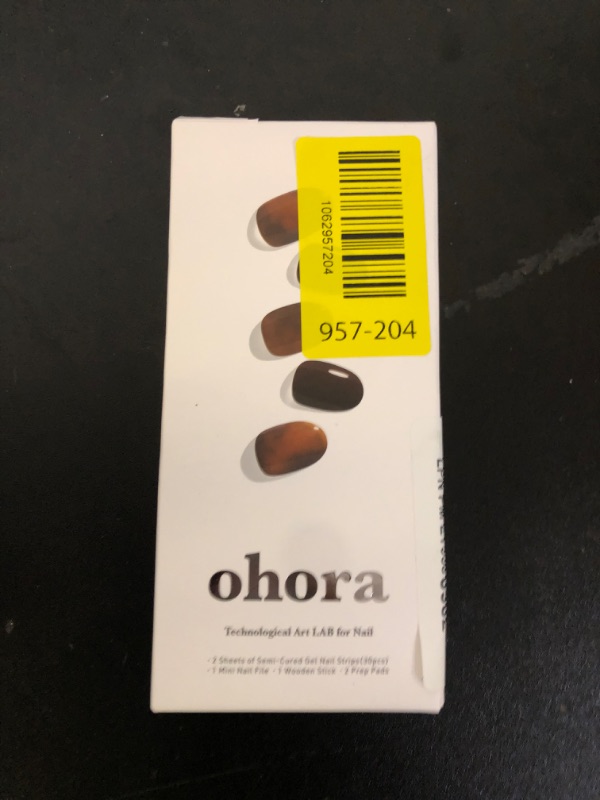 1062957204
957-204
ohora
Technological Art LAB for Nail
· 2 Sheets of Semi-Cured Gel Nail Strips(30pcs)
· 1 Mini Nail File · 1 Wooden Stick · 2 Prep Pads